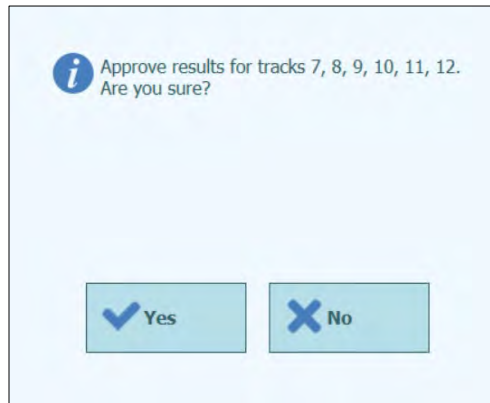 Approve results for tracks 7, 8, 9, 10, 11, 12.
Are you sure?
Yes
No